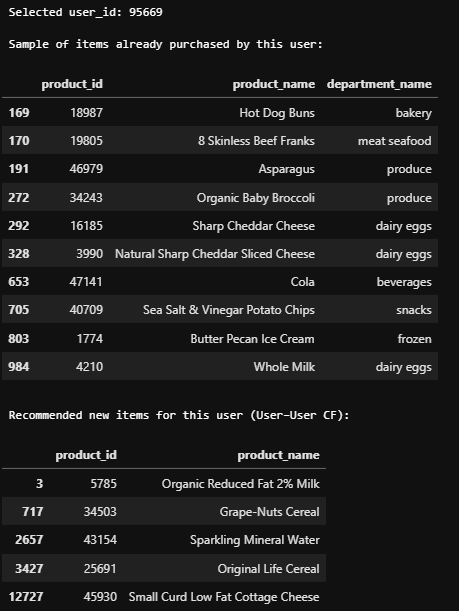 Selected user_id: 95669
Sample of items already purchased by this user:
product_id product_name department_name
169 18987 Hot Dog Buns bakery
170 19805 8 Skinless Beef Franks meat seafood
191 46979 Asparagus produce
272 34243 Organic Baby Broccoli produce
292 16185 Sharp Cheddar Cheese dairy eggs
328 3990 Natural Sharp Cheddar Sliced Cheese dairy eggs
653 47141 Cola beverages
705 40709 Sea Salt & Vinegar Potato Chips snacks
803 1774 Butter Pecan Ice Cream frozen
984 4210 Whole Milk dairy eggs
Recommended new items for this user (User–User CF):
product_id product_name
3 5785 Organic Reduced Fat 2% Milk
717 34503 Grape-Nuts Cereal
2657 43154 Sparkling Mineral Water
3427 25691 Original Life Cereal
12727 45930 Small Curd Low Fat Cottage Cheese